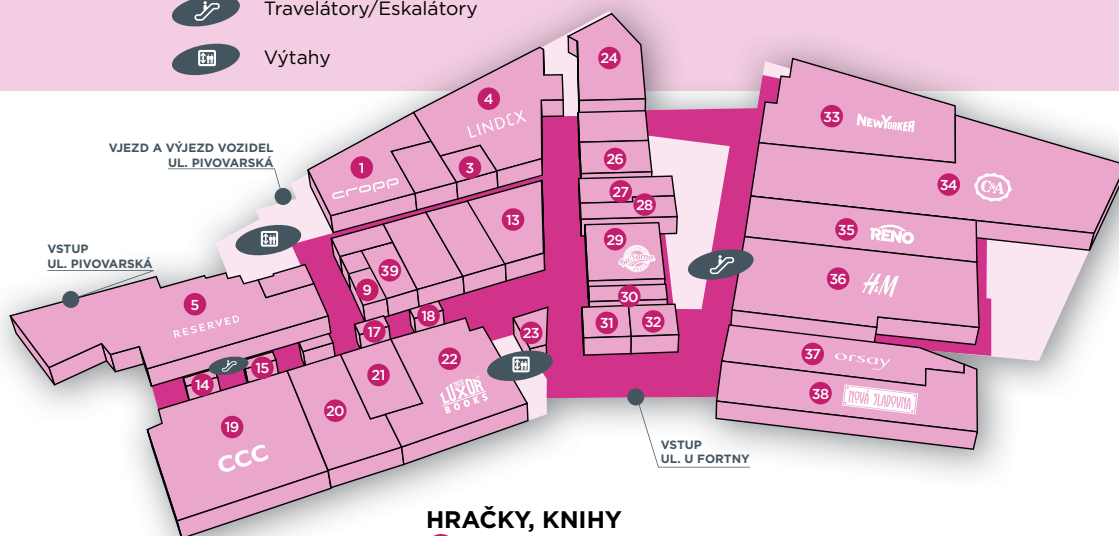 Travelátory/Eskalátory
Výtahy
24
4
LINDEX
33
NEWYORKER
VJEZD A VÝJEZD VOZIDEL
UL. PIVOVARSKÁ
1
cropp
3
26
27
28
34
C&A
13
35
RENO
29
VSTUP
UL. PIVOVARSKÁ
39
9
36
H&M
5
RESERVED
30
17
18
31
32
23
37
orsay
14
15
22
21
NEO
LUXOR
BOOKS
38
NOVÁ SLADOVNA
20
19
CCC
VSTUP
UL. U FORTNY
HRAČKY, KNIHY